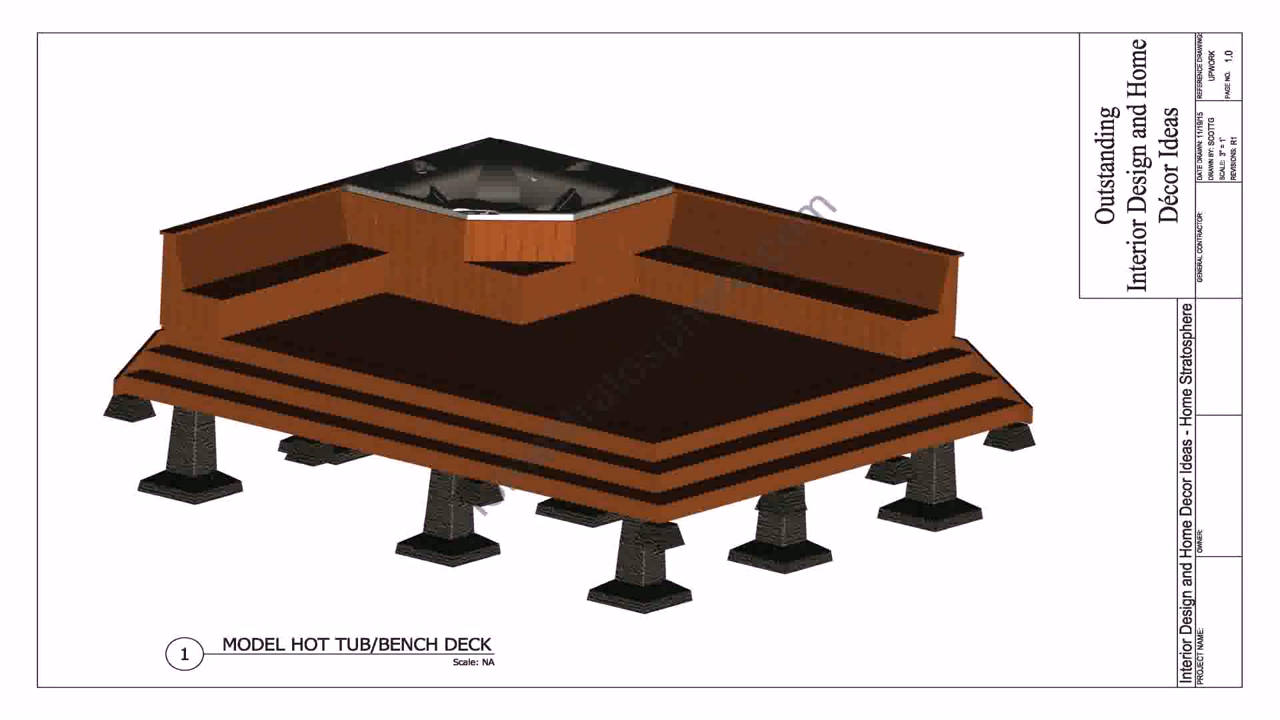 Outstanding
Interior Design and Home
Décor Ideas
REFERENCE DRAWING:
UPWORK
PAGE NO. 1.0
DATE DRAWN: 11/19/15
DRAWN BY: SCOTTG
SCALE: 3" = 1'
REVISIONS: R1
GENERAL CONTRACTOR:
OWNER:
PROJECT NAME:
Interior Design and Home Decor Ideas - Home Stratosphere
1
MODEL HOT TUB/BENCH DECK
Scale: NA